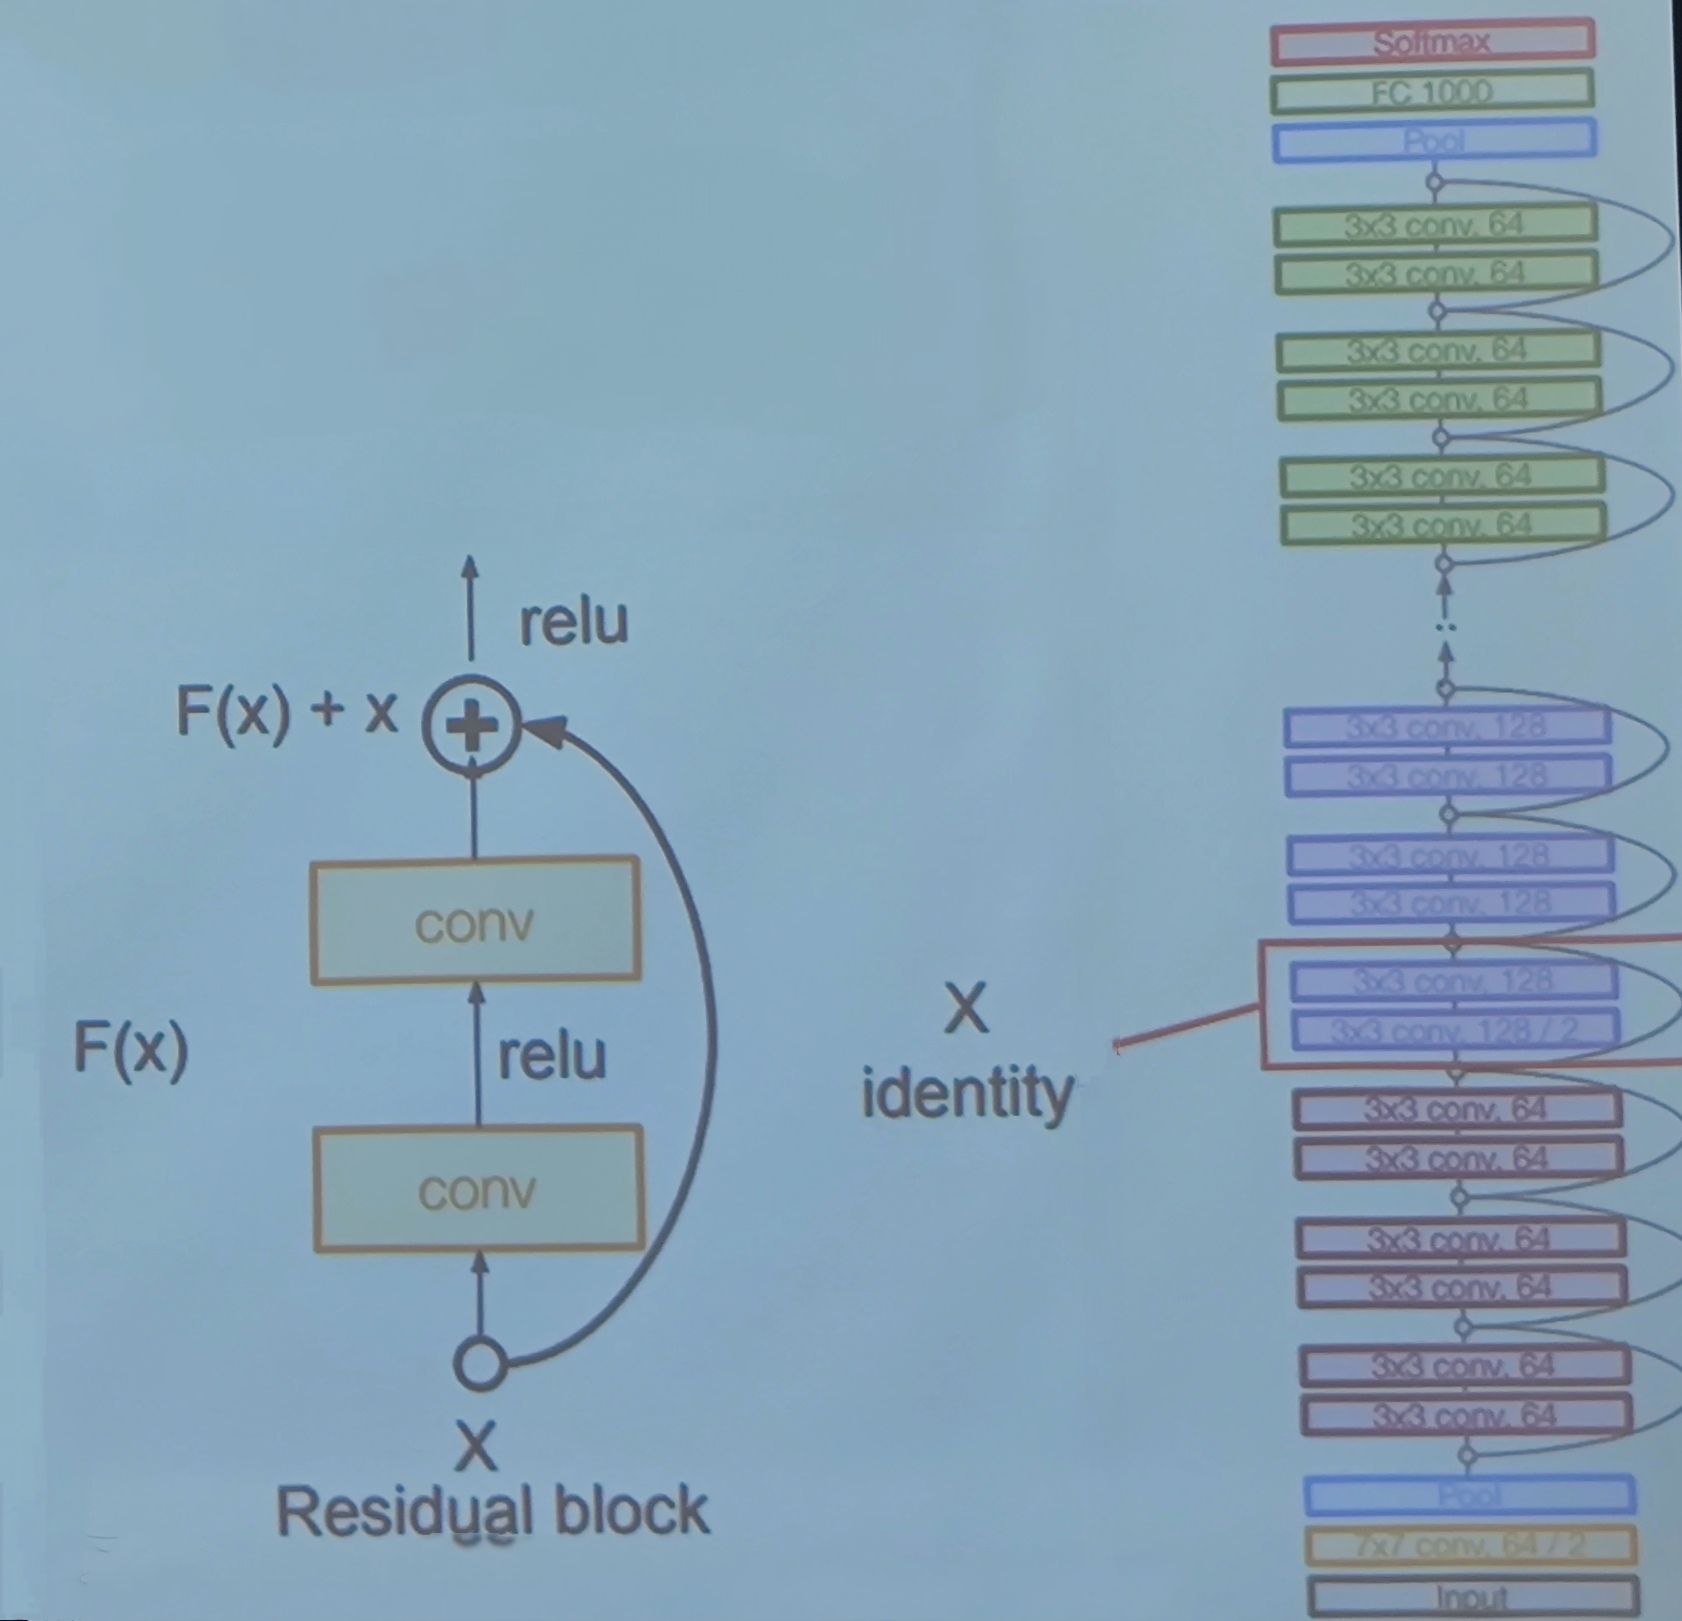 relu
F(x) + x
conv
F(x)
relu
conv
X
Residual block
X
identity
Softmax
FC 1000
Pool
3x3 conv, 64
3x3 conv, 64
3x3 conv, 64
3x3 conv, 64
3x3 conv, 64
3x3 conv, 64
..
3x3 conv, 128
3x3 conv, 128
3x3 conv, 128
3x3 conv, 128
3x3 conv, 128
3x3 conv, 128 / 2
3x3 conv, 64
3x3 conv, 64
3x3 conv, 64
3x3 conv, 64
3x3 conv, 64
3x3 conv, 64
Pool
7x7 conv, 64 / 2
Input